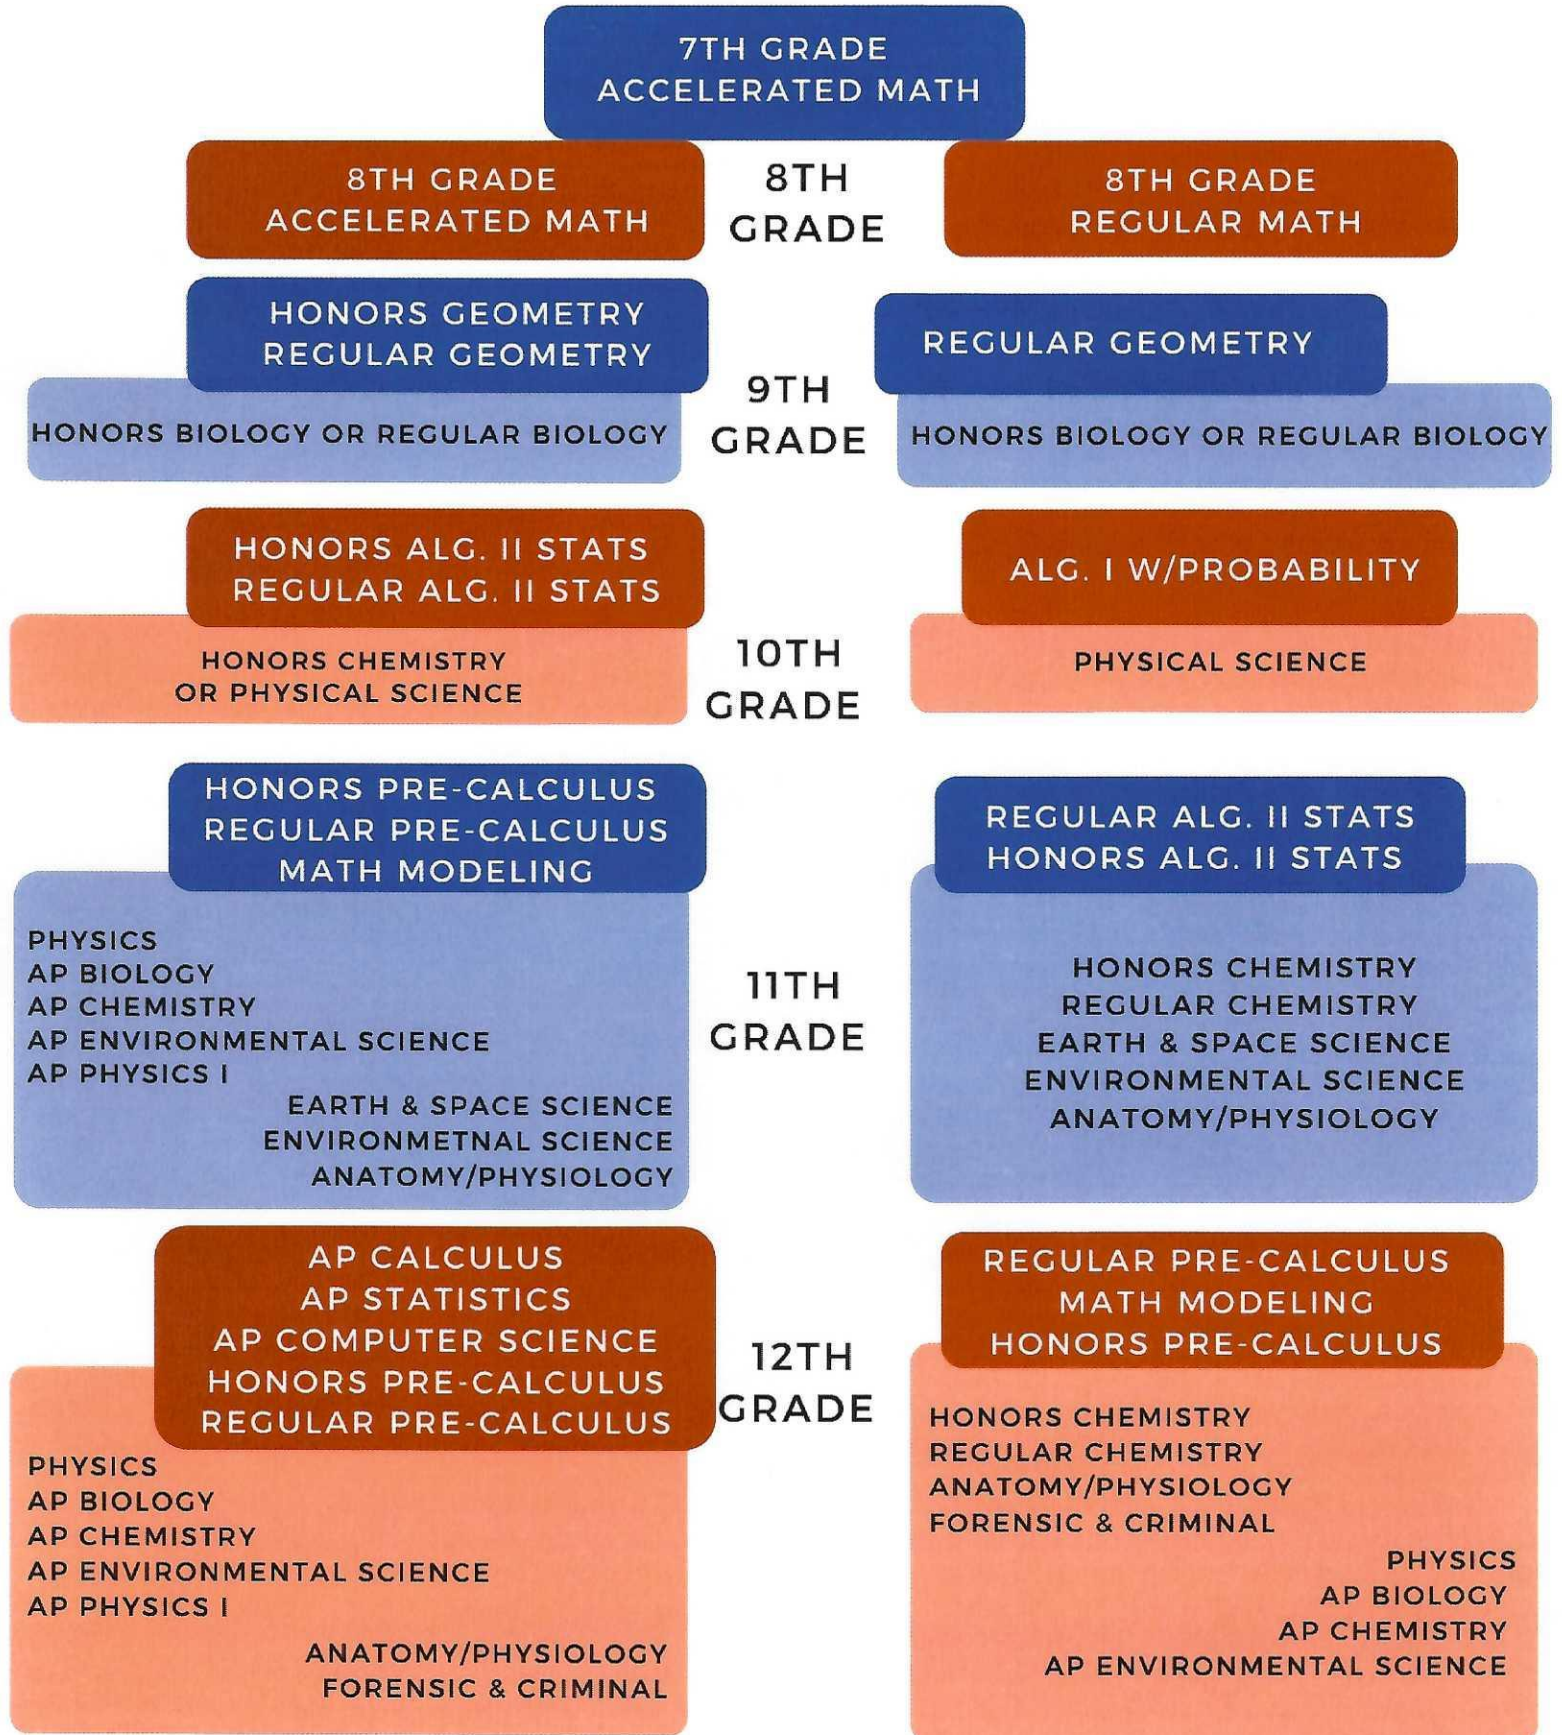 7TH GRADE
ACCELERATED MATH
8TH GRADE
ACCELERATED MATH
8TH
GRADE
8TH GRADE
REGULAR MATH
HONORS GEOMETRY
REGULAR GEOMETRY
HONORS BIOLOGY OR REGULAR BIOLOGY
9TH
GRADE
REGULAR GEOMETRY
HONORS BIOLOGY OR REGULAR BIOLOGY
HONORS ALG. II STATS
REGULAR ALG. II STATS
HONORS CHEMISTRY
OR PHYSICAL SCIENCE
10TH
GRADE
ALG. I W/PROBABILITY
PHYSICAL SCIENCE
HONORS PRE-CALCULUS
REGULAR PRE-CALCULUS
MATH MODELING
PHYSICS
AP BIOLOGY
AP CHEMISTRY
AP ENVIRONMENTAL SCIENCE
AP PHYSICS I
EARTH & SPACE SCIENCE
ENVIRONMETNAL SCIENCE
ANATOMY/PHYSIOLOGY
11TH
GRADE
REGULAR ALG. II STATS
HONORS ALG. II STATS
HONORS CHEMISTRY
REGULAR CHEMISTRY
EARTH & SPACE SCIENCE
ENVIRONMENTAL SCIENCE
ANATOMY/PHYSIOLOGY
AP CALCULUS
AP STATISTICS
AP COMPUTER SCIENCE
HONORS PRE-CALCULUS
REGULAR PRE-CALCULUS
PHYSICS
AP BIOLOGY
AP CHEMISTRY
AP ENVIRONMENTAL SCIENCE
AP PHYSICS I
ANATOMY/PHYSIOLOGY
FORENSIC & CRIMINAL
12TH
GRADE
REGULAR PRE-CALCULUS
MATH MODELING
HONORS PRE-CALCULUS
HONORS CHEMISTRY
REGULAR CHEMISTRY
ANATOMY/PHYSIOLOGY
FORENSIC & CRIMINAL
PHYSICS
AP BIOLOGY
AP CHEMISTRY
AP ENVIRONMENTAL SCIENCE